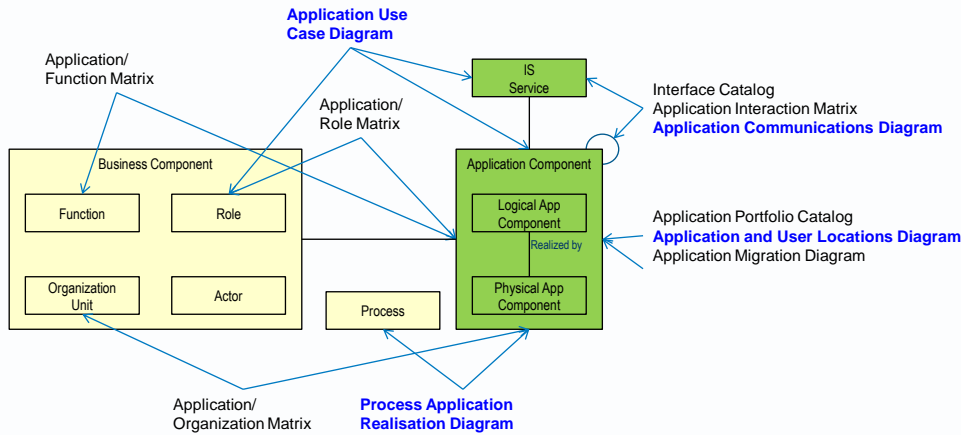 Application Use
Case Diagram
Application/
Function Matrix
Application/
Role Matrix
IS
Service
Interface Catalog
Application Interaction Matrix
Application Communications Diagram
Business Component
Function
Role
Organization
Unit
Actor
Process
Application Component
Logical App
Component
Realized by
Physical App
Component
Application Portfolio Catalog
Application and User Locations Diagram
Application Migration Diagram
Application/
Organization Matrix
Process Application
Realisation Diagram